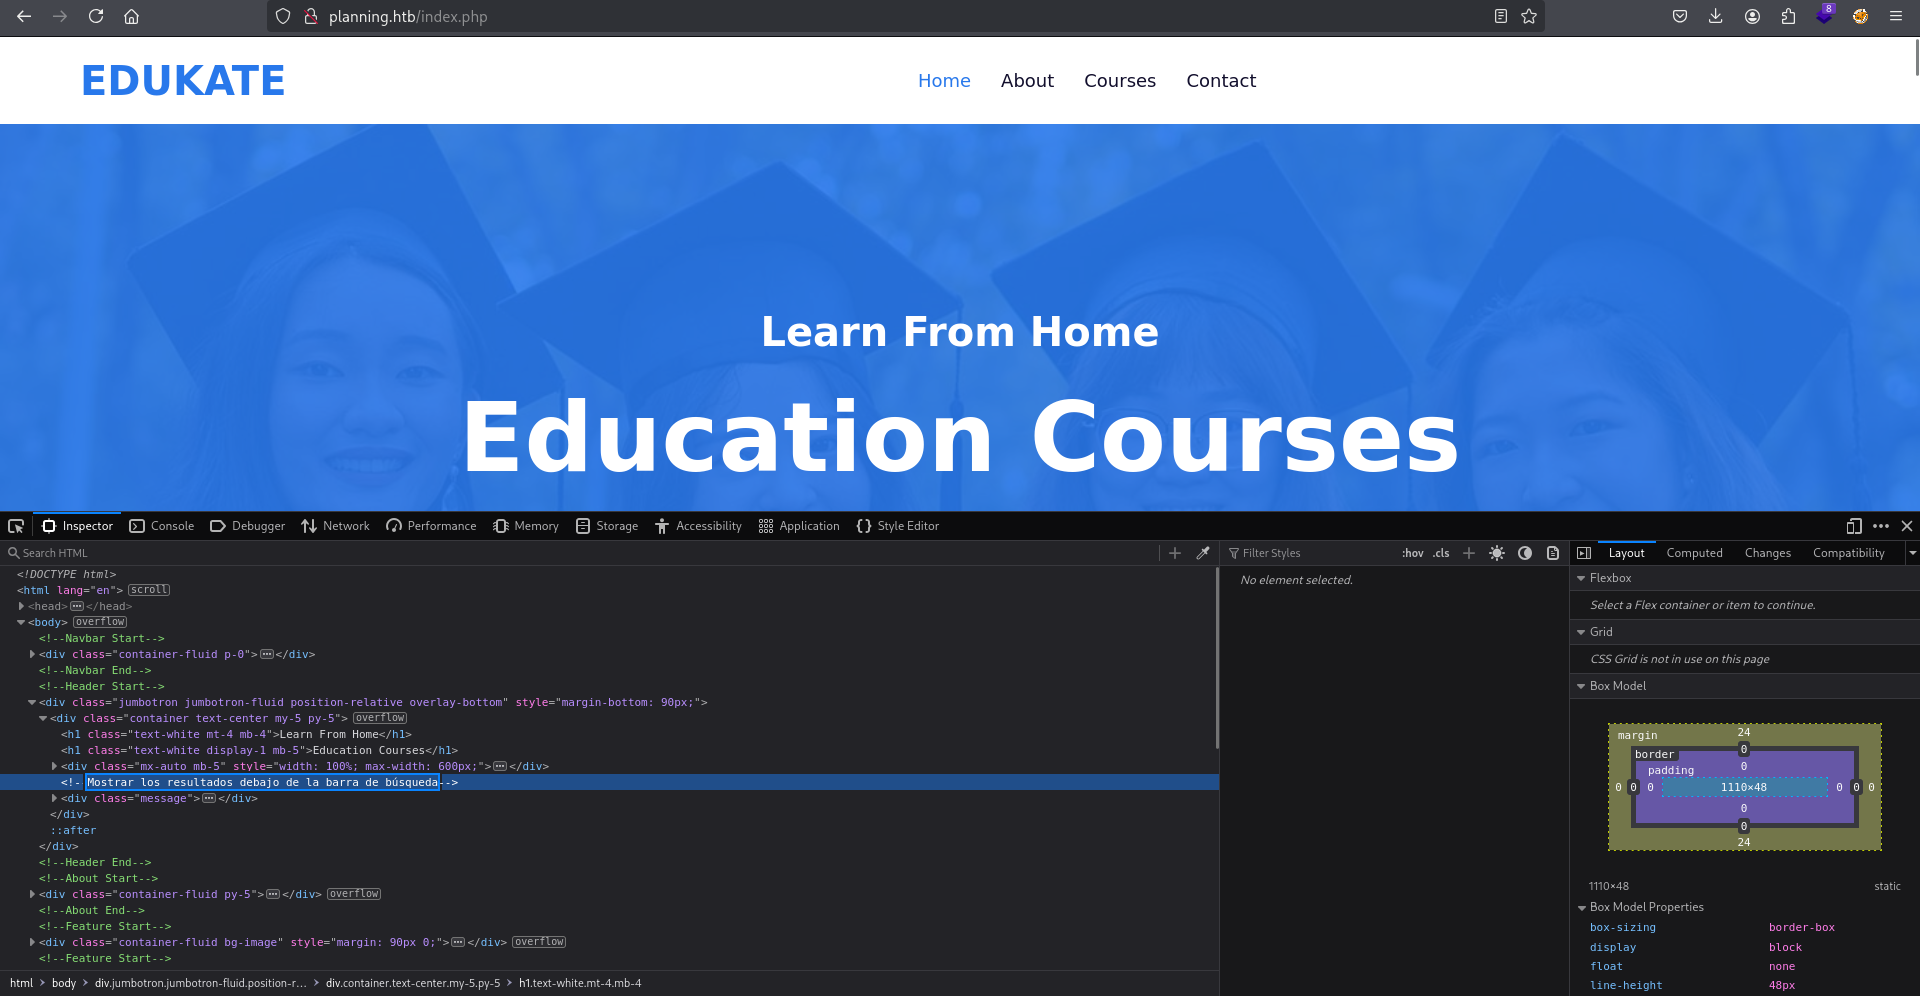 planning.htb/index.php
8
EDUKATE
Home About Courses Contact
Learn From Home
Education Courses
Inspector Console Debugger Network Performance Memory Storage Accessibility Application Style Editor
Search HTML
<!DOCTYPE html>
<html lang="en"> scroll
<head> ••• </head>
<body> overflow
<!--Navbar Start-->
<div class="container-fluid p-0"> ••• </div>
<!--Navbar End-->
<!--Header Start-->
<div class="jumbotron jumbotron-fluid position-relative overlay-bottom" style="margin-bottom: 90px;">
<div class="container text-center my-5 py-5"> overflow
<h1 class="text-white mt-4 mb-4">Learn From Home</h1>
<h1 class="text-white display-1 mb-5">Education Courses</h1>
<div class="mx-auto mb-5" style="width: 100%; max-width: 600px;"> ••• </div>
<!-- Mostrar los resultados debajo de la barra de búsqueda-->
<div class="message"> ••• </div>
</div>
::after
</div>
<!--Header End-->
<!--About Start-->
<div class="container-fluid py-5"> ••• </div> overflow
<!--About End-->
<!--Feature Start-->
<div class="container-fluid bg-image" style="margin: 90px 0;"> ••• </div> overflow
<!--Feature Start-->
html > body > div.jumbotron.jumbotron-fluid.position-r… > div.container.text-center.my-5.py-5 > h1.text-white.mt-4.mb-4
Filter Styles
:hov .cls
No element selected.
Layout Computed Changes Compatibility
Flexbox
Select a Flex container or item to continue.
Grid
CSS Grid is not in use on this page
Box Model
margin 24
border 0
padding 0
0 0 0 1110×48 0 0 0
0
0
24
1110×48 static
Box Model Properties
box-sizing border-box
display block
float none
line-height 48px